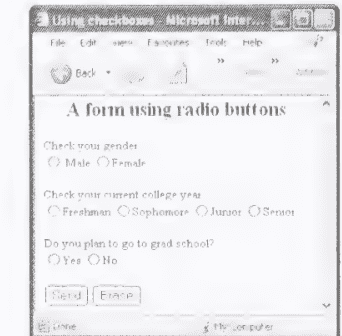 Using checkboxes - Microsoft Inter...
File Edit View Favorites Tools Help
Back
A form using radio buttons
Check your gender
Male Female
Check your current college year
Freshman Sophomore Junior Senior
Do you plan to go to grad school?
Yes No
Send Erase
Done My Computer